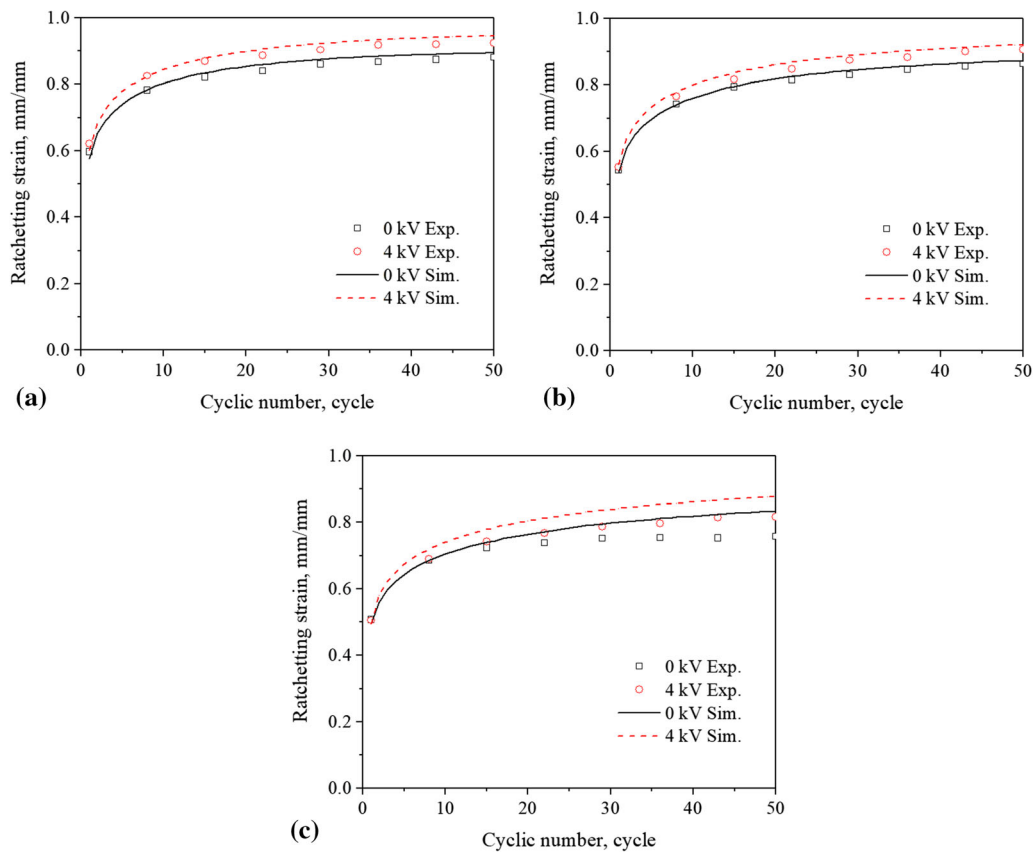 1.0
0.8
0.6
0.4
0.2
0.0
Ratchetting strain, mm/mm
0 kV Exp.
4 kV Exp.
0 kV Sim.
4 kV Sim.
0 10 20 30 40 50
Cyclic number, cycle
(a)
1.0
0.8
0.6
0.4
0.2
0.0
Ratchetting strain, mm/mm
0 kV Exp.
4 kV Exp.
0 kV Sim.
4 kV Sim.
0 10 20 30 40 50
Cyclic number, cycle
(b)
1.0
0.8
0.6
0.4
0.2
0.0
Ratchetting strain, mm/mm
0 kV Exp.
4 kV Exp.
0 kV Sim.
4 kV Sim.
0 10 20 30 40 50
Cyclic number, cycle
(c)